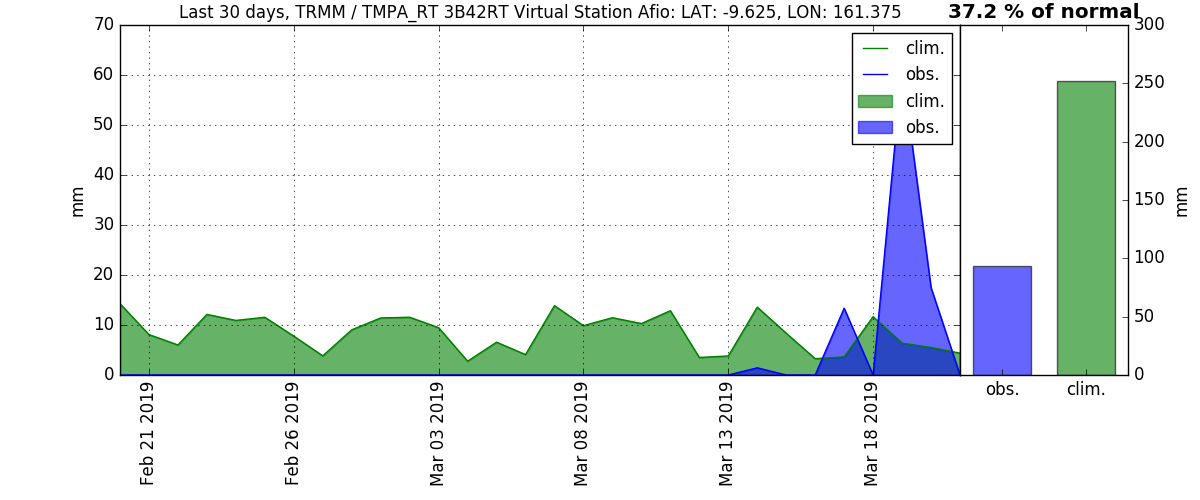 Last 30 days, TRMM / TMPA_RT 3B42RT Virtual Station Afio: LAT: -9.625, LON: 161.375
37.2 % of normal
70
60
50
40
30
20
10
0
mm
clim.
obs.
clim.
obs.
300
250
200
150
100
50
0
mm
Feb 21 2019
Feb 26 2019
Mar 03 2019
Mar 08 2019
Mar 13 2019
Mar 18 2019
obs.
clim.